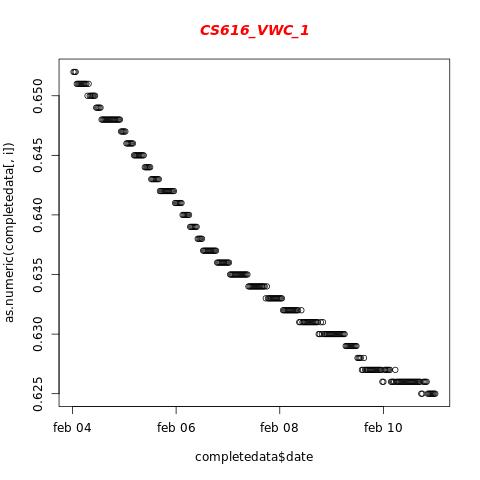 CS616_VWC_1
as.numeric(completedata[, i])
0.650
0.645
0.640
0.635
0.630
0.625
feb 04
feb 06
feb 08
feb 10
completedata$date